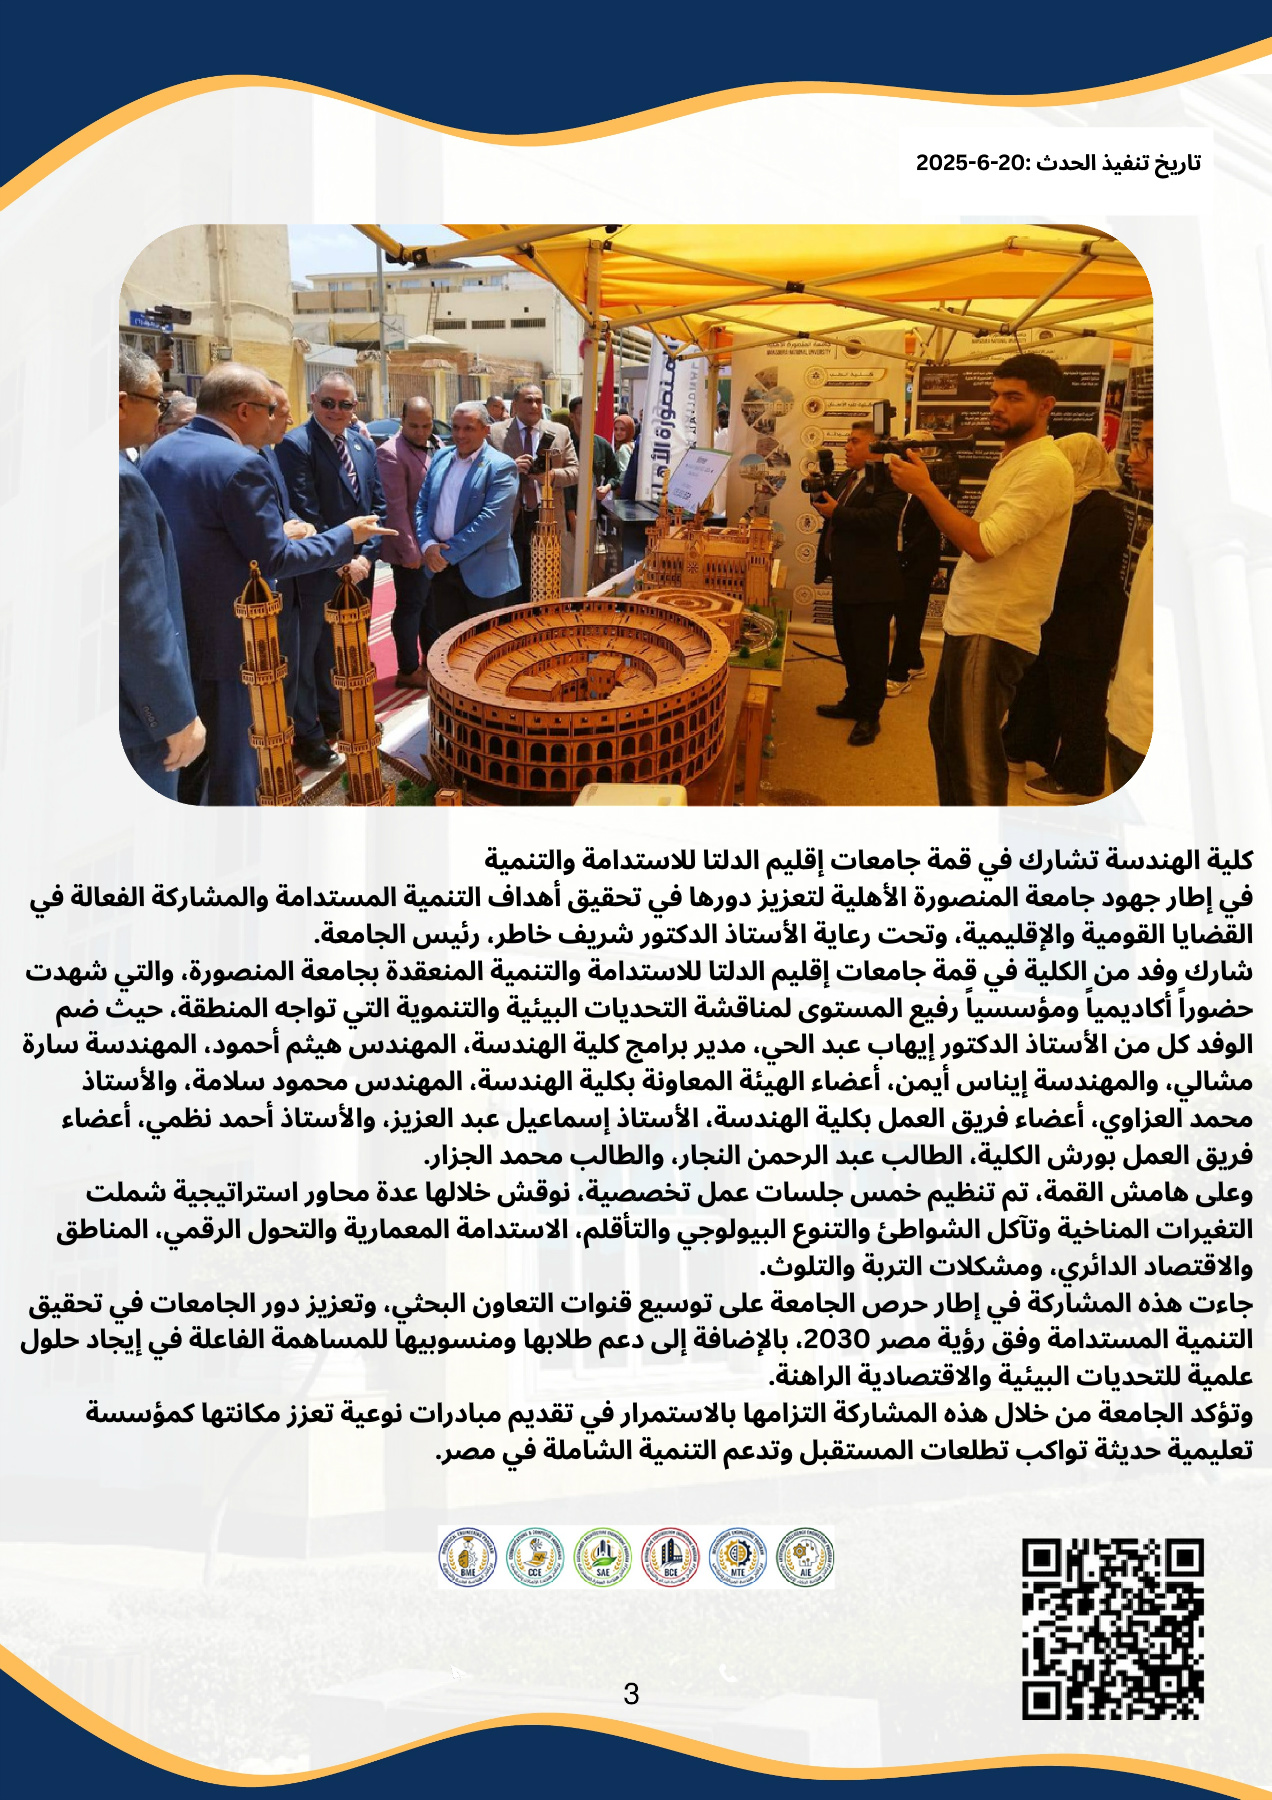 تاريخ تنفيذ الحدث :20-6-2025
المنصورة الأهلية
MANSOURA NATIONAL UNIVERSITY
كلية الهندسة تشارك في قمة جامعات إقليم الدلتا للاستدامة والتنمية
في إطار جهود جامعة المنصورة الأهلية لتعزيز دورها في تحقيق أهداف التنمية المستدامة والمشاركة الفعالة في
القضايا القومية والإقليمية، وتحت رعاية الأستاذ الدكتور شريف خاطر، رئيس الجامعة.
شارك وفد من الكلية في قمة جامعات إقليم الدلتا للاستدامة والتنمية المنعقدة بجامعة المنصورة، والتي شهدت
حضوراً أكاديمياً ومؤسسياً رفيع المستوى لمناقشة التحديات البيئية والتنموية التي تواجه المنطقة، حيث ضم
الوفد كل من الأستاذ الدكتور إيهاب عبد الحي، مدير برامج كلية الهندسة، المهندس هيثم أحمود، المهندسة سارة
مشالي، والمهندسة إيناس أيمن، أعضاء الهيئة المعاونة بكلية الهندسة، المهندس محمود سلامة، والأستاذ
محمد العزاوي، أعضاء فريق العمل بكلية الهندسة، الأستاذ إسماعيل عبد العزيز، والأستاذ أحمد نظمي، أعضاء
فريق العمل بورش الكلية، الطالب عبد الرحمن النجار، والطالب محمد الجزار.
وعلى هامش القمة، تم تنظيم خمس جلسات عمل تخصصية، نوقش خلالها عدة محاور استراتيجية شملت
التغيرات المناخية وتآكل الشواطئ والتنوع البيولوجي والتأقلم، الاستدامة المعمارية والتحول الرقمي، المناطق
والاقتصاد الدائري، ومشكلات التربة والتلوث.
جاءت هذه المشاركة في إطار حرص الجامعة على توسيع قنوات التعاون البحثي، وتعزيز دور الجامعات في تحقيق
التنمية المستدامة وفق رؤية مصر 2030، بالإضافة إلى دعم طلابها ومنسوبيها للمساهمة الفاعلة في إيجاد حلول
علمية للتحديات البيئية والاقتصادية الراهنة.
وتؤكد الجامعة من خلال هذه المشاركة التزامها بالاستمرار في تقديم مبادرات نوعية تعزز مكانتها كمؤسسة
تعليمية حديثة تواكب تطلعات المستقبل وتدعم التنمية الشاملة في مصر.
BME CCE SAE BCE MTE AIE
3